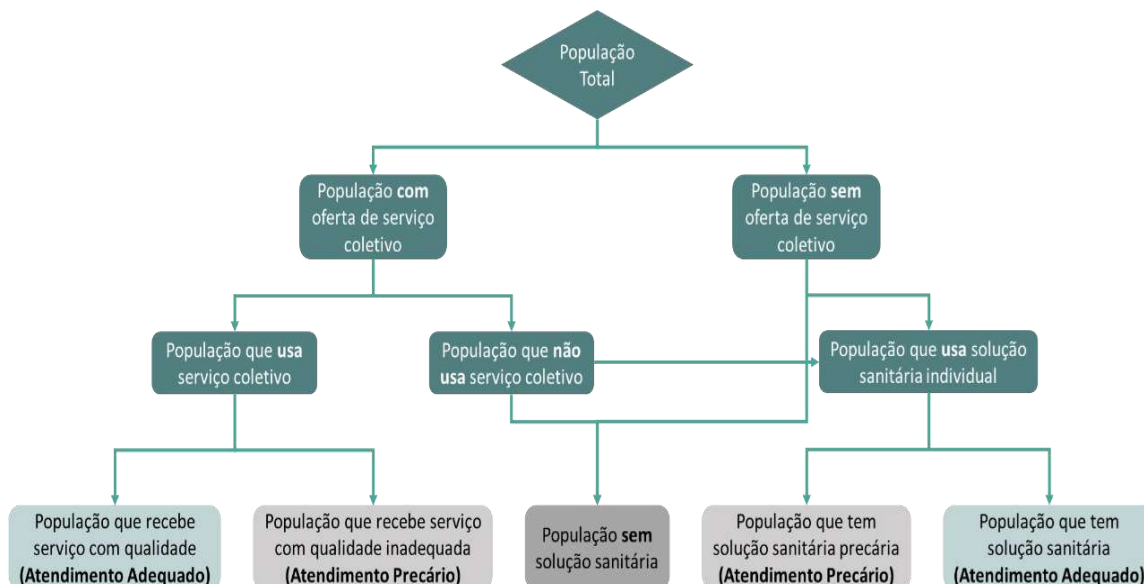 População
Total
População com
oferta de serviço
coletivo
População sem
oferta de serviço
coletivo
População que usa
serviço coletivo
População que não
usa serviço coletivo
População que usa solução
sanitária individual
População que recebe
serviço com qualidade
(Atendimento Adequado)
População que recebe serviço
com qualidade inadequada
(Atendimento Precário)
População sem
solução sanitária
População que tem
solução sanitária precária
(Atendimento Precário)
População que tem
solução sanitária
(Atendimento Adequado)